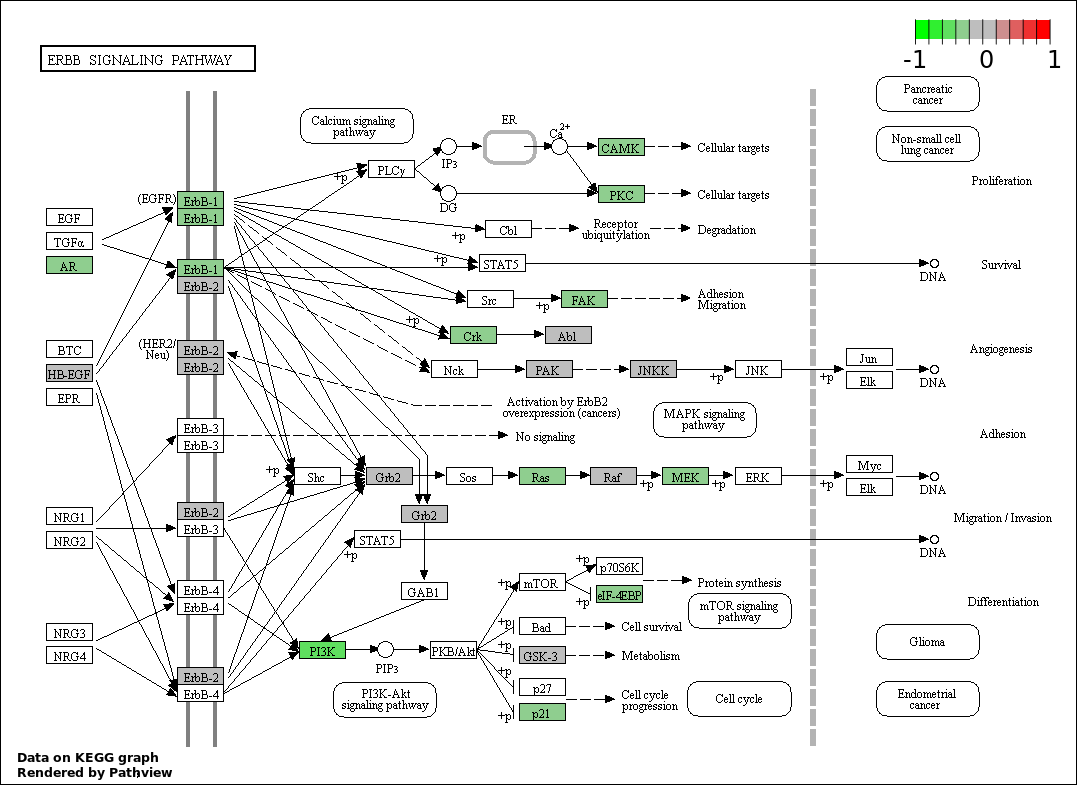 ERBB SIGNALING PATHWAY
-1 0 1
Pancreatic
cancer
Calcium signaling
pathway
ER
Ca2+
Non-small cell
lung cancer
+p
PLCγ
IP3
CAMK
Cellular targets
DG
PKC
Cellular targets
Proliferation
(EGFR)
ErbB-1
ErbB-1
EGF
TGFα
AR
+p
Cbl
Receptor
ubiquitylation
Degradation
ErbB-1
ErbB-2
+p
STAT5
DNA
Survival
Src
+p
FAK
Adhesion
Migration
+p
Crk
Abl
(HER2/
Neu)
ErbB-2
ErbB-2
BTC
HB-EGF
EPR
Nck
PAK
JNKK
+p
JNK
+p
Jun
Elk
DNA
Angiogenesis
Activation by ErbB2
overexpression (cancers)
MAPK signaling
pathway
ErbB-3
ErbB-3
No signaling
Adhesion
+p
Shc
Grb2
Sos
Ras
Raf
+p
MEK
+p
ERK
+p
Myc
Elk
DNA
NRG1
NRG2
ErbB-2
ErbB-3
Grb2
Migration / Invasion
STAT5
+p
DNA
ErbB-4
ErbB-4
GAB1
+p
mTOR
+p
p70S6K
+p
eIF-4EBP
Protein synthesis
mTOR signaling
pathway
Differentiation
NRG3
NRG4
+p
Bad
Cell survival
Glioma
PI3K
PIP3
PKB/Akt
+p
GSK-3
Metabolism
ErbB-2
ErbB-4
PI3K-Akt
signaling pathway
+p
p27
+p
p21
Cell cycle
progression
Cell cycle
Endometrial
cancer
Data on KEGG graph
Rendered by Pathview